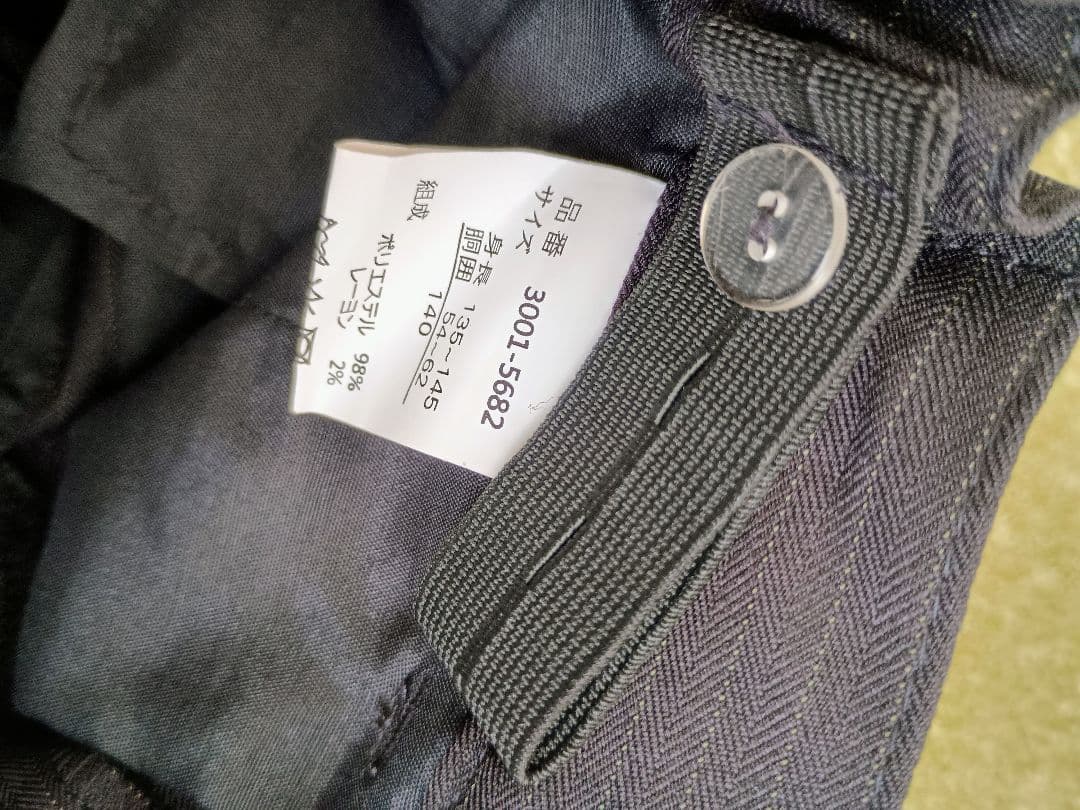 品番 3001-5682
サイズ
身長 135~145
胴囲 54~62
140
組成
ポリエステル 98%
レーヨン 2%